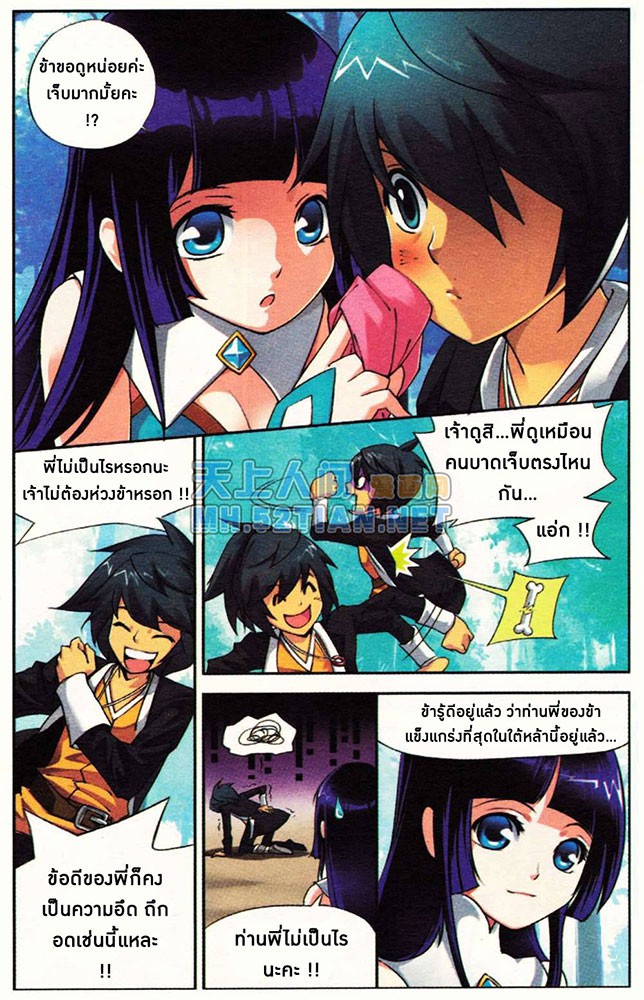 ข้าขอดูหน่อยค่ะ
เจ็บมากมั้ยคะ
!?
พี่ไม่เป็นไรหรอกนะ
เจ้าไม่ต้องห่วงข้าหรอก !!
ข้อดีของพี่ก็คง
เป็นความอึด ถึก
อดเช่นนี้แหละ
!!
เจ้าดูสิ...พี่ดูเหมือน
คนบาดเจ็บตรงไหน
กัน...
แอ่ก !!
天上人间
MH.52TIAN.NET
ท่านพี่ไม่เป็นไร
นะคะ !!
ข้ารู้ดีอยู่แล้ว ว่าท่านพี่ของข้า
แข็งแกร่งที่สุดในใต้หล้านี้อยู่แล้ว...